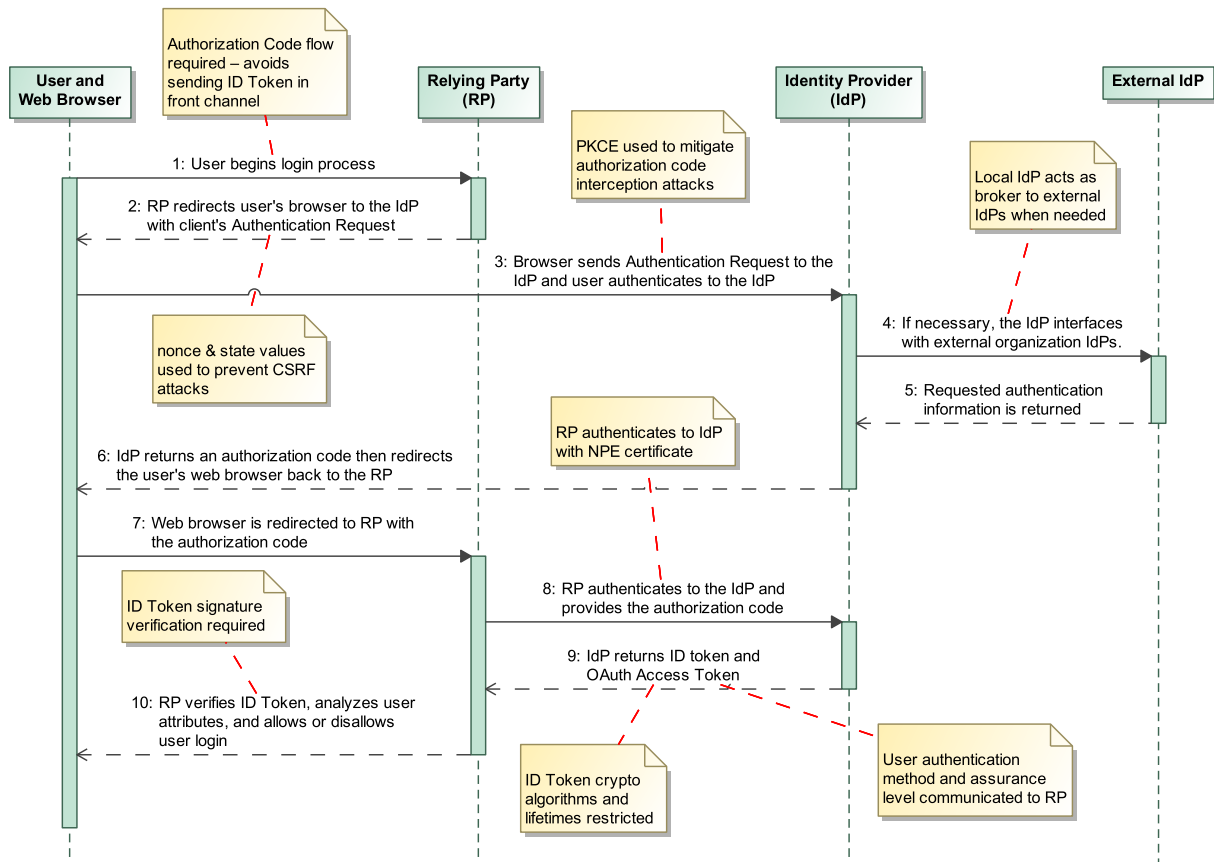 Authorization Code flow
required – avoids
sending ID Token in
front channel
User and
Web Browser
Relying Party
(RP)
Identity Provider
(IdP)
External IdP
PKCE used to mitigate
authorization code
interception attacks
Local IdP acts as
broker to external
IdPs when needed
1: User begins login process
2: RP redirects user's browser to the IdP
with client's Authentication Request
3: Browser sends Authentication Request to the
IdP and user authenticates to the IdP
nonce & state values
used to prevent CSRF
attacks
4: If necessary, the IdP interfaces
with external organization IdPs.
5: Requested authentication
information is returned
RP authenticates to IdP
with NPE certificate
6: IdP returns an authorization code then redirects
the user's web browser back to the RP
7: Web browser is redirected to RP with
the authorization code
ID Token signature
verification required
8: RP authenticates to the IdP and
provides the authorization code
9: IdP returns ID token and
OAuth Access Token
10: RP verifies ID Token, analyzes user
attributes, and allows or disallows
user login
ID Token crypto
algorithms and
lifetimes restricted
User authentication
method and assurance
level communicated to RP